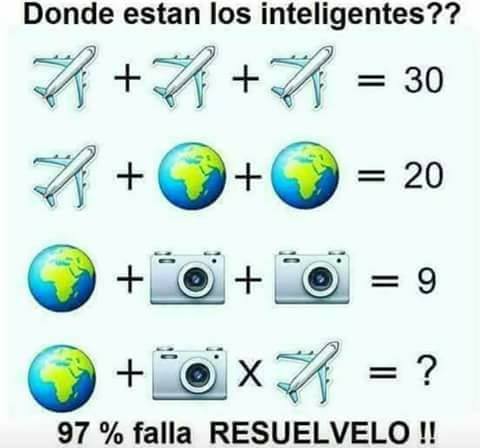 Donde estan los inteligentes??
+ + = 30
+ + = 20
+ + = 9
+ x = ?
97 % falla RESUELVELO !!